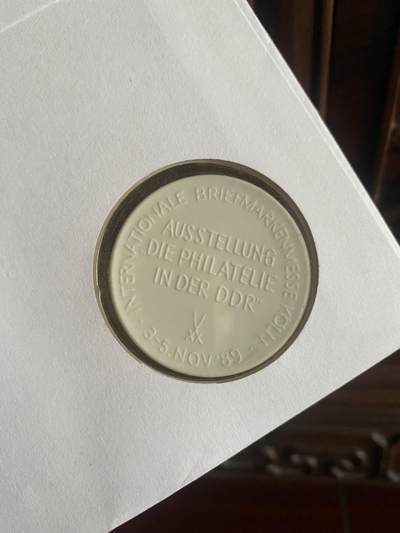 INTERNATIONALE BRIEFMARKENMESSE KÖLN
AUSSTELLUNG
DIE PHILATELIE
IN DER DDR"
· 3.-5. NOV '89 ·